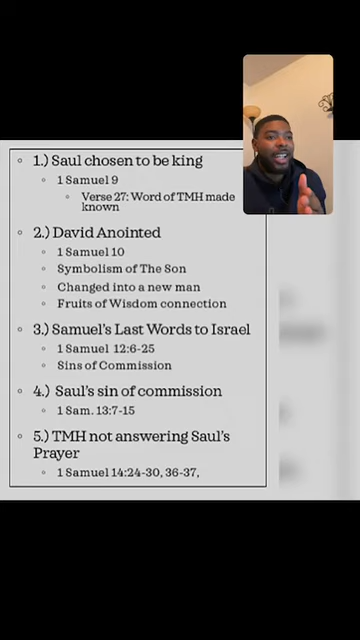 1.) Saul chosen to be king
1 Samuel 9
Verse 27: Word of TMH made
known
2.) David Anointed
1 Samuel 10
Symbolism of The Son
Changed into a new man
Fruits of Wisdom connection
3.) Samuel's Last Words to Israel
1 Samuel 12:6-25
Sins of Commission
4.) Saul's sin of commission
1 Sam. 13:7-15
5.) TMH not answering Saul's
Prayer
1 Samuel 14:24-30, 36-37,